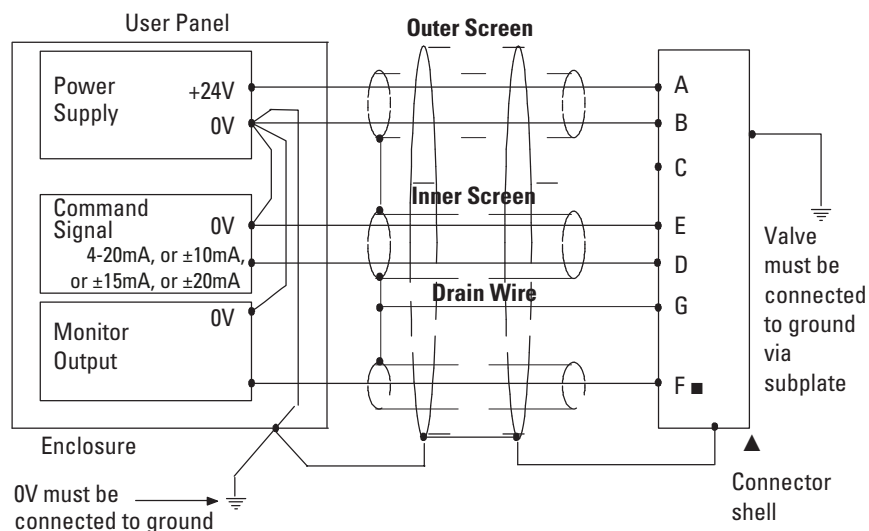 User Panel
Outer Screen
Power
Supply
+24V
0V
A
B
C
Inner Screen
Command
Signal
0V
4-20mA, or ±10mA,
or ±15mA, or ±20mA
E
D
Drain Wire
G
Monitor
Output
0V
F ■
Valve
must be
connected
to ground
via
subplate
Enclosure
▲
Connector
shell
0V must be
connected to ground